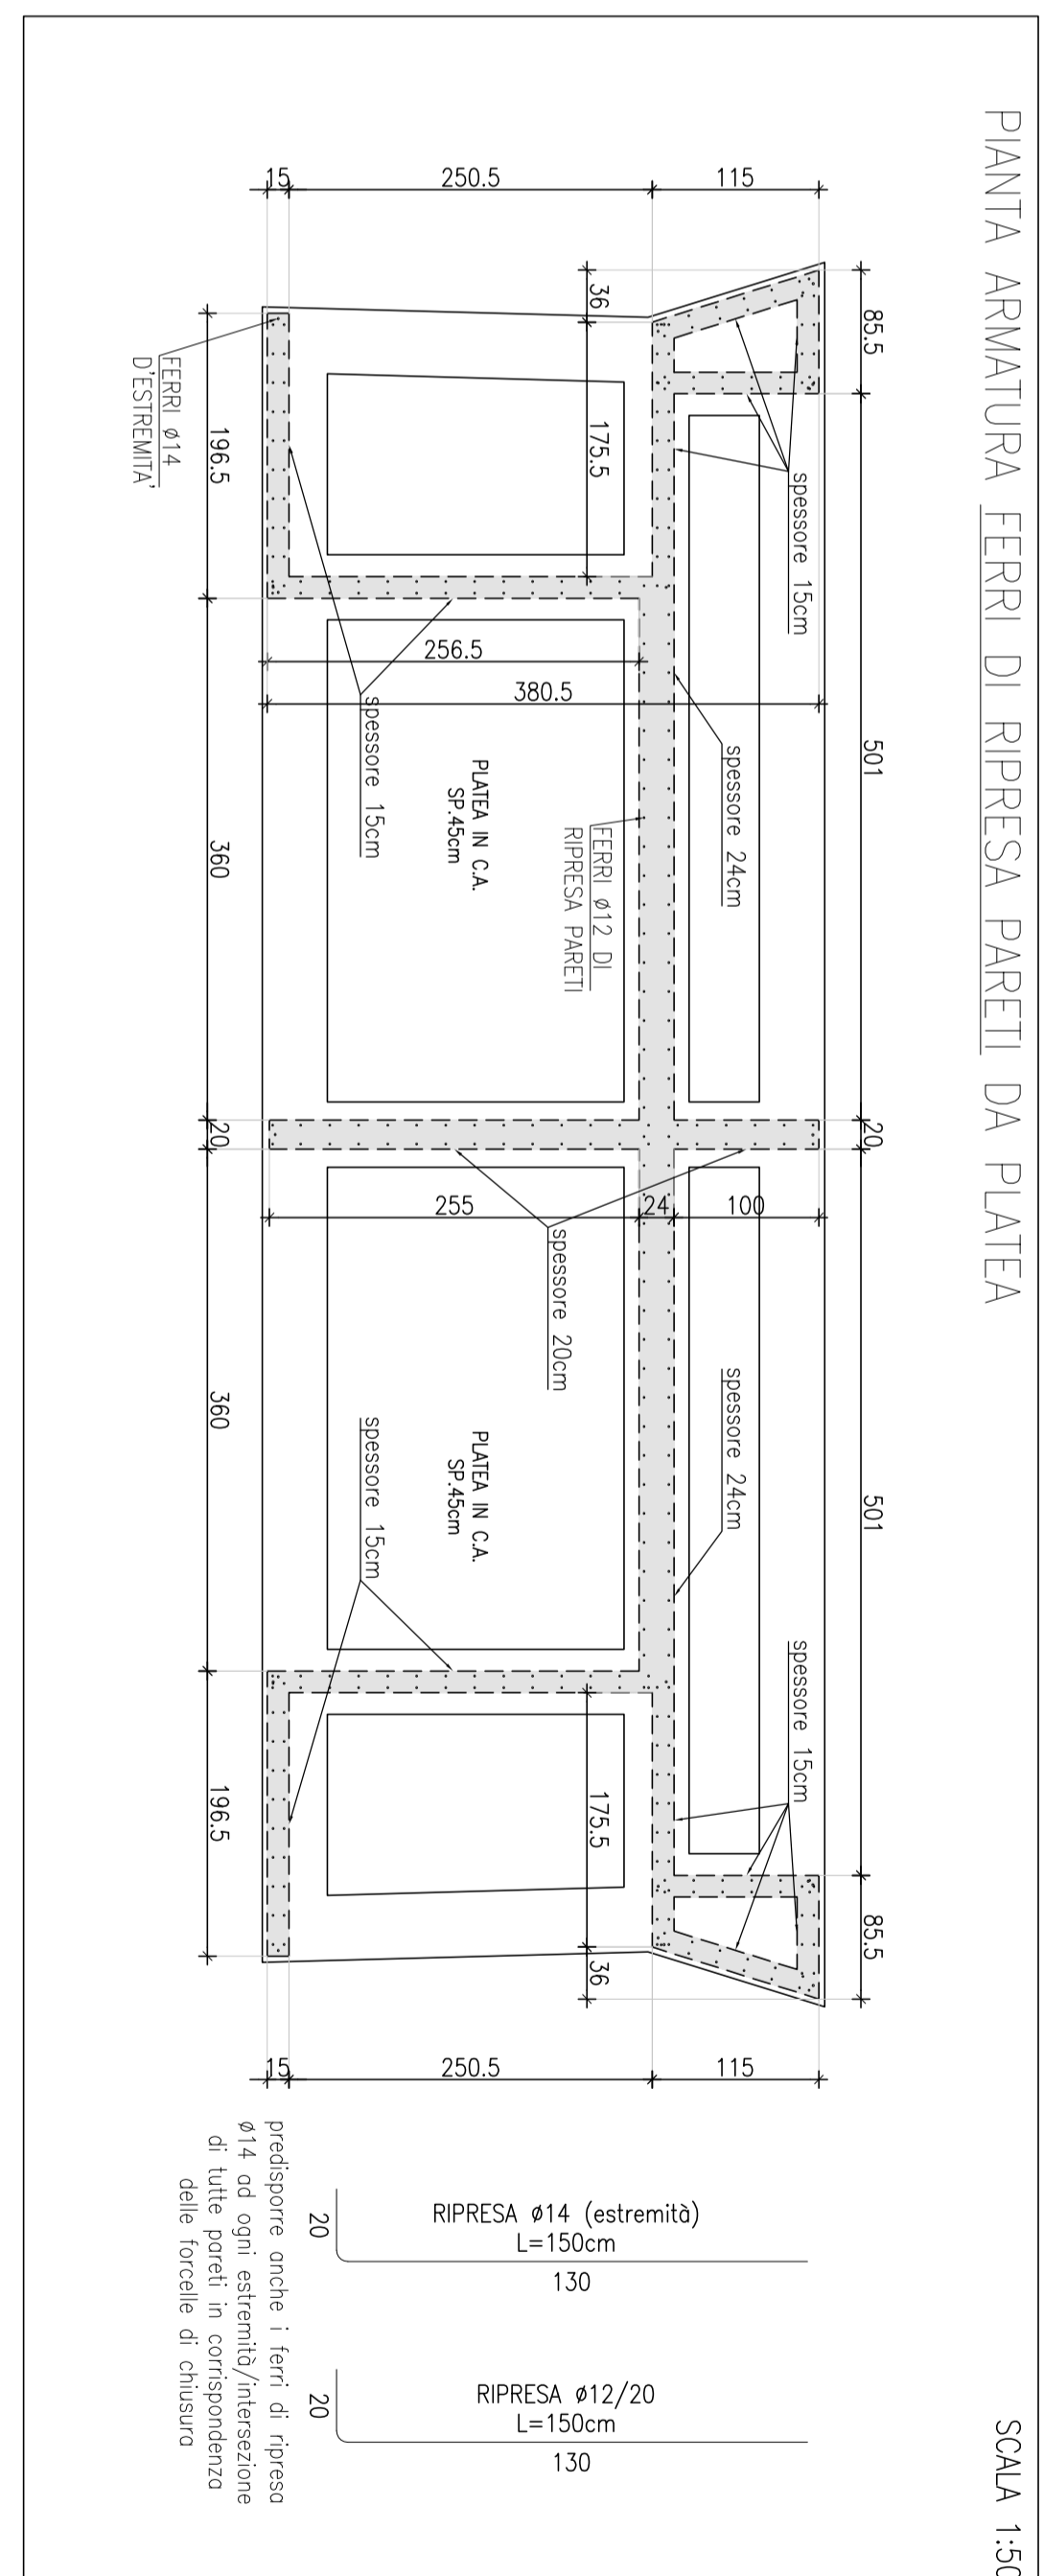 PIANTA ARMATURA FERRI DI RIPRESA PARETI DA PLATEA
SCALA 1:50
85.5
501
20
501
85.5
spessore 15cm
spessore 15cm
115
spessore 24cm
100
spessore 24cm
115
24
36
175.5
175.5
36
FERRI ø12 DI
RIPRESA PARETI
380.5
spessore 20cm
250.5
256.5
PLATEA IN C.A.
SP.45cm
255
PLATEA IN C.A.
SP.45cm
250.5
spessore 15cm
spessore 15cm
15
15
196.5
360
20
360
196.5
FERRI ø14
D'ESTREMITA'
RIPRESA ø14 (estremità)
L=150cm
130
20
RIPRESA ø12/20
L=150cm
130
20
predisporre anche i ferri di ripresa
ø14 ad ogni estremità/intersezione
di tutte pareti in corrispondenza
delle forcelle di chiusura